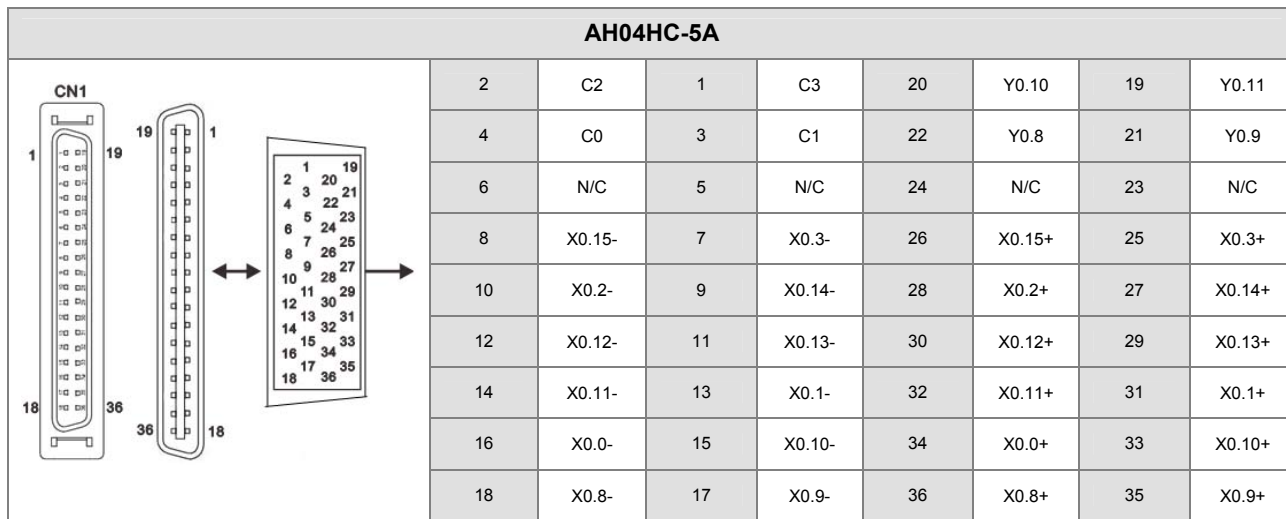 AH04HC-5A
CN1
1 19
18 36
19 1
36 18
1 19
2 20
3 21
4 22
5 23
6 24
7 25
8 26
9 27
10 28
11 29
12 30
13 31
14 32
15 33
16 34
17 35
18 36
2 C2 1 C3 20 Y0.10 19 Y0.11
4 C0 3 C1 22 Y0.8 21 Y0.9
6 N/C 5 N/C 24 N/C 23 N/C
8 X0.15- 7 X0.3- 26 X0.15+ 25 X0.3+
10 X0.2- 9 X0.14- 28 X0.2+ 27 X0.14+
12 X0.12- 11 X0.13- 30 X0.12+ 29 X0.13+
14 X0.11- 13 X0.1- 32 X0.11+ 31 X0.1+
16 X0.0- 15 X0.10- 34 X0.0+ 33 X0.10+
18 X0.8- 17 X0.9- 36 X0.8+ 35 X0.9+